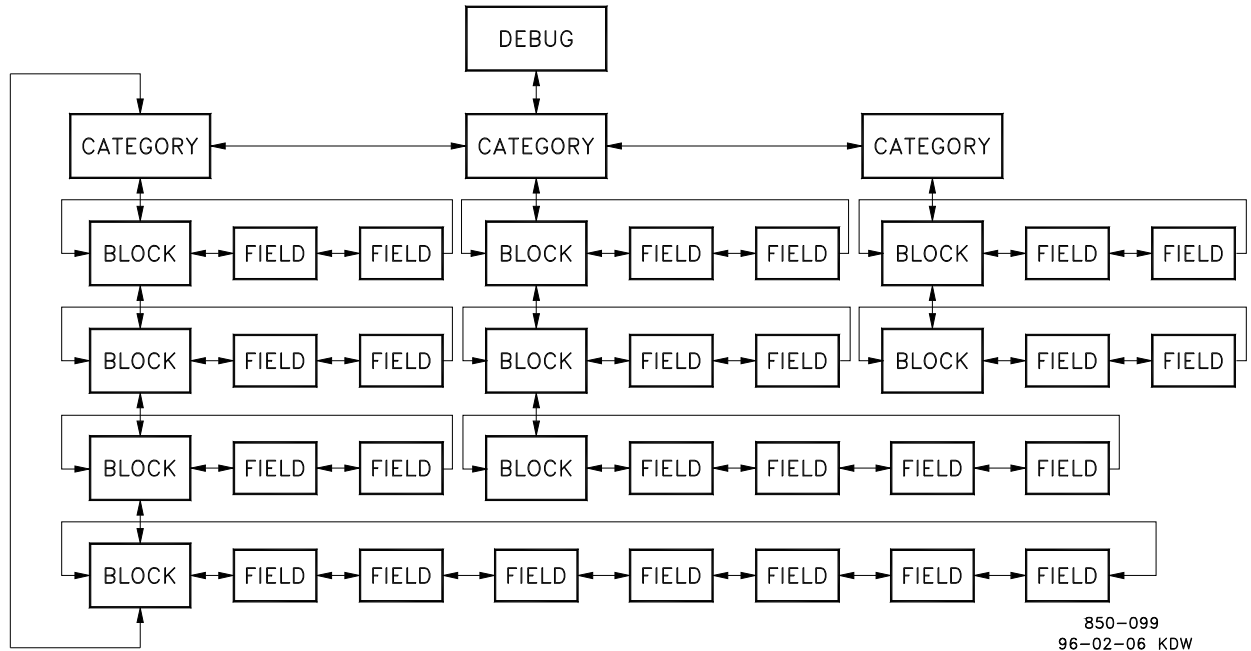 DEBUG
CATEGORY CATEGORY CATEGORY
BLOCK FIELD FIELD BLOCK FIELD FIELD BLOCK FIELD FIELD
BLOCK FIELD FIELD BLOCK FIELD FIELD BLOCK FIELD FIELD
BLOCK FIELD FIELD BLOCK FIELD FIELD FIELD FIELD
BLOCK FIELD FIELD FIELD FIELD FIELD FIELD FIELD
850-099
96-02-06 KDW